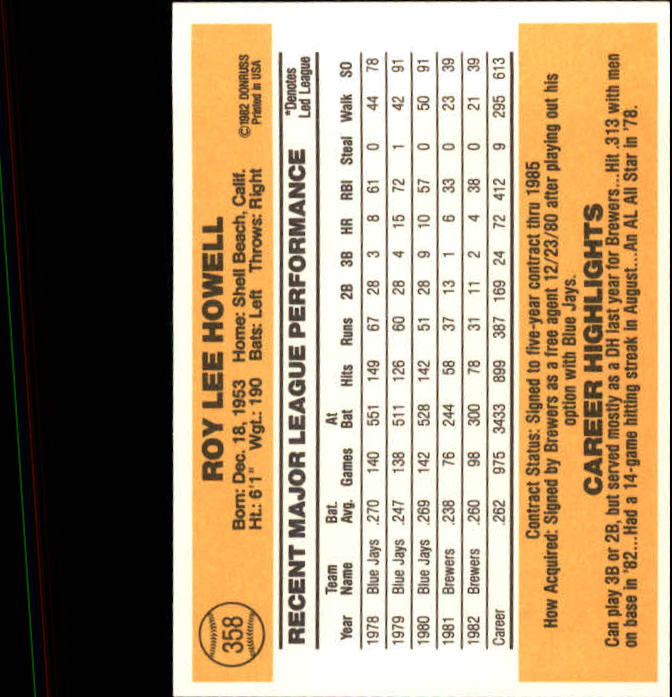 358
ROY LEE HOWELL
Born: Dec. 18, 1953 Home: Shell Beach, Calif.
Ht.: 6'1" Wgt.: 190 Bats: Left Throws: Right
©1982 DONRUSS
Printed in USA
RECENT MAJOR LEAGUE PERFORMANCE
*Denotes
Led League
Year Team Name Bat. Avg. Games At Bat Hits Runs 2B 3B HR RBI Steal Walk SO
1978 Blue Jays .270 140 551 149 67 28 3 8 61 0 44 78
1979 Blue Jays .247 138 511 126 60 28 4 15 72 1 42 91
1980 Blue Jays .269 142 528 142 51 28 9 10 57 0 50 91
1981 Brewers .238 76 244 58 37 13 1 6 33 0 23 39
1982 Brewers .260 98 300 78 31 11 2 4 38 0 21 39
Career .262 975 3433 899 387 169 24 72 412 9 295 613
Contract Status: Signed to five-year contract thru 1985
How Acquired: Signed by Brewers as a free agent 12/23/80 after playing out his
option with Blue Jays.
CAREER HIGHLIGHTS
Can play 3B or 2B, but served mostly as a DH last year for Brewers...Hit .313 with men
on base in '82...Had a 14-game hitting streak in August...An AL All Star in '78.